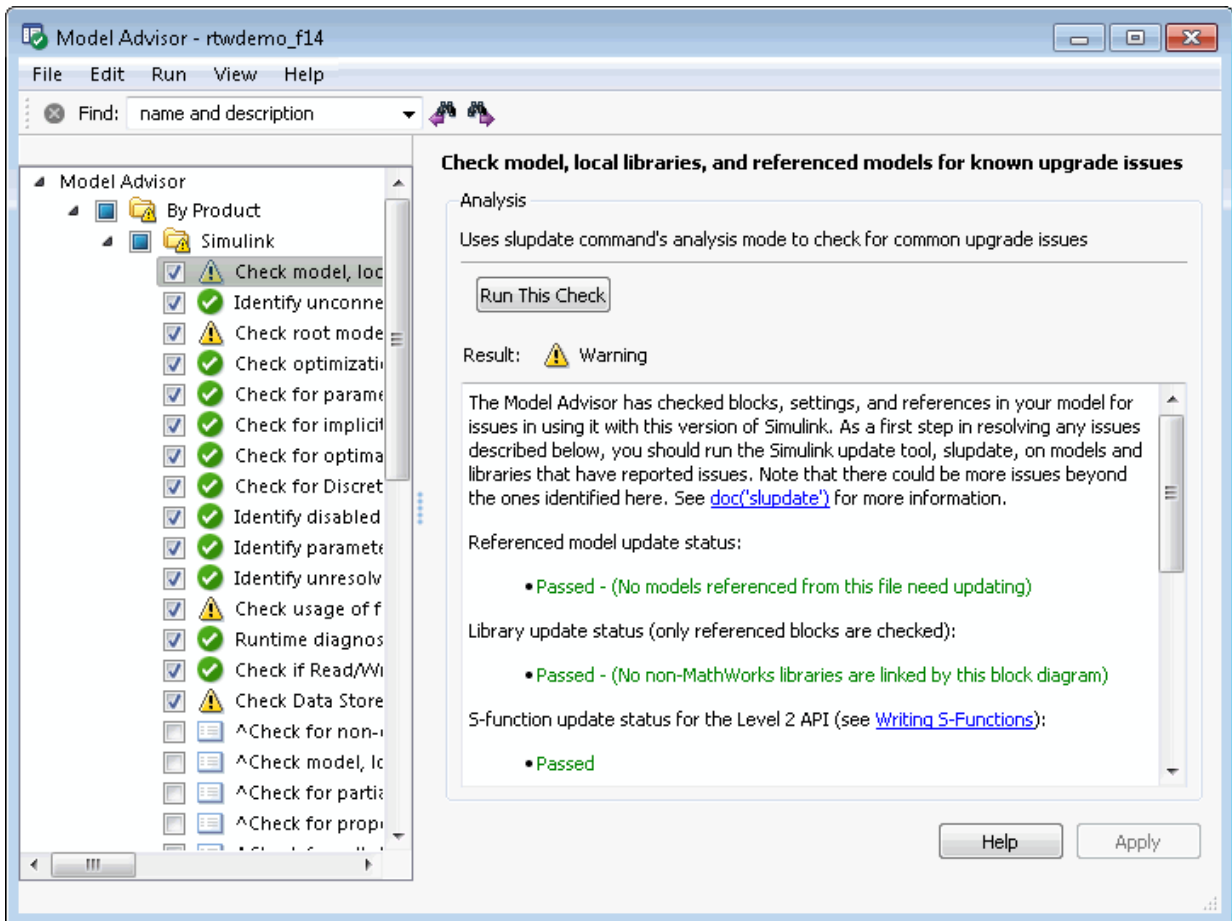 Model Advisor - rtwdemo_f14
File Edit Run View Help
Find: name and description
Model Advisor
By Product
Simulink
Check model, loc
Identify unconne
Check root mode
Check optimizati
Check for parame
Check for implicit
Check for optima
Check for Discret
Identify disabled
Identify paramete
Identify unresolv
Check usage of f
Runtime diagnos
Check if Read/Wr
Check Data Store
^Check for non-
^Check model, lo
^Check for partia
^Check for prop
Check model, local libraries, and referenced models for known upgrade issues
Analysis
Uses slupdate command's analysis mode to check for common upgrade issues
Run This Check
Result: Warning
The Model Advisor has checked blocks, settings, and references in your model for
issues in using it with this version of Simulink. As a first step in resolving any issues
described below, you should run the Simulink update tool, slupdate, on models and
libraries that have reported issues. Note that there could be more issues beyond
the ones identified here. See doc('slupdate') for more information.
Referenced model update status:
• Passed - (No models referenced from this file need updating)
Library update status (only referenced blocks are checked):
• Passed - (No non-MathWorks libraries are linked by this block diagram)
S-function update status for the Level 2 API (see Writing S-Functions):
• Passed
Help Apply